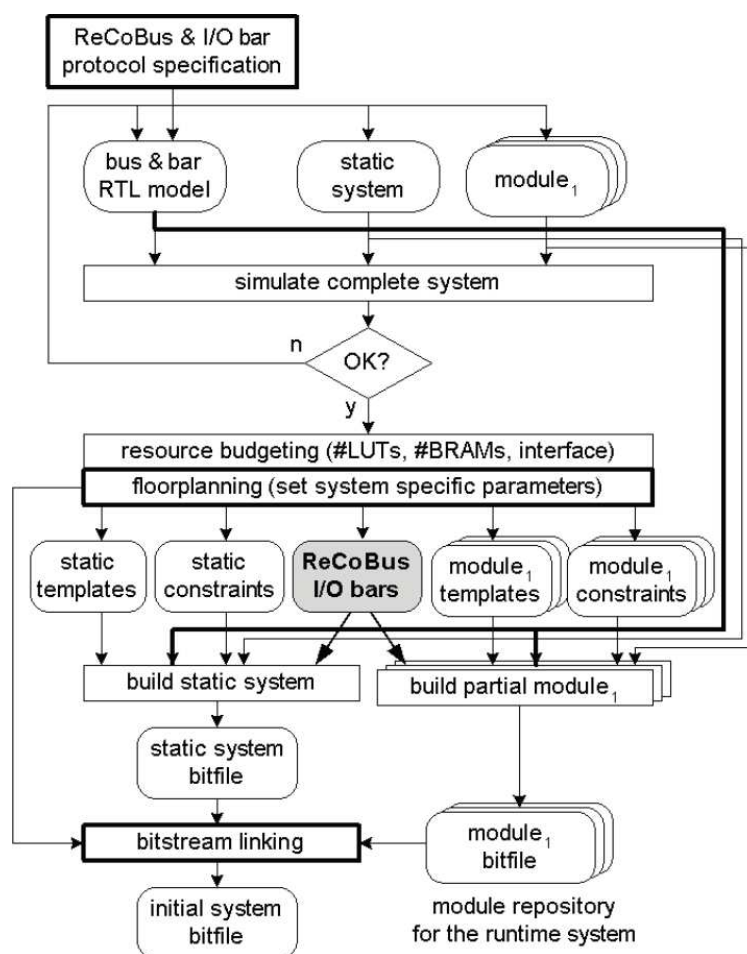 ReCoBus & I/O bar
protocol specification
bus & bar
RTL model
static
system
module1
simulate complete system
n
OK?
y
resource budgeting (#LUTs, #BRAMs, interface)
floorplanning (set system specific parameters)
static
templates
static
constraints
ReCoBus
I/O bars
module1
templates
module1
constraints
build static system
build partial module1
static system
bitfile
bitstream linking
module1
bitfile
initial system
bitfile
module repository
for the runtime system